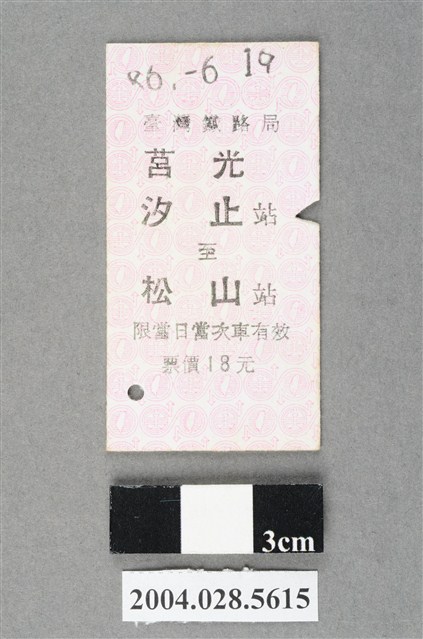 86.-6.19
臺灣鐵路局
莒光
汐止站
至
松山站
限當日當次車有效
票價18元
3cm
2004.028.5615